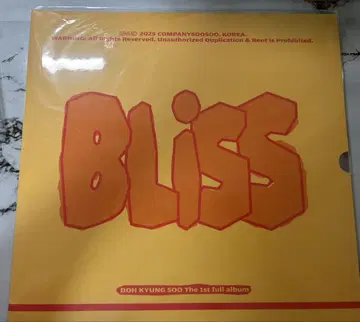 2025 COMPANYSOOSOO. KOREA.
WARNING: All Rights Reserved. Unauthorized Duplication & Rent is Prohibited.
BLiSS
DOH KYUNG SOO The 1st full album